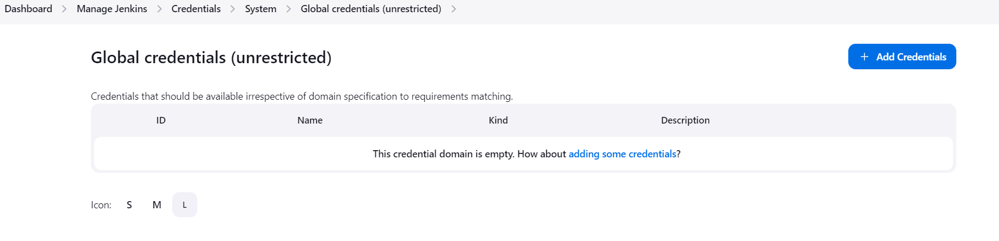 Dashboard > Manage Jenkins > Credentials > System > Global credentials (unrestricted) >
Global credentials (unrestricted)
+ Add Credentials
Credentials that should be available irrespective of domain specification to requirements matching.
ID Name Kind Description
This credential domain is empty. How about adding some credentials?
Icon: S M L